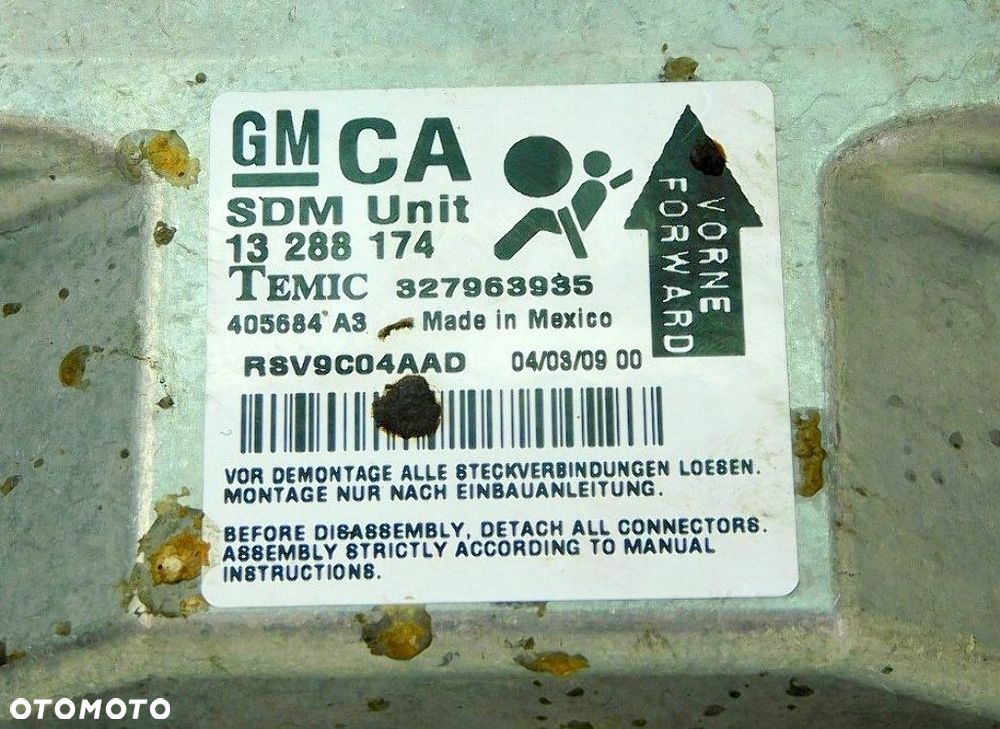 GM CA
SDM Unit
13 288 174
TEMIC 327963935
405684 A3 Made in Mexico
RSV9C04AAD 04/03/09 00
VORNE
FORWARD
VOR DEMONTAGE ALLE STECKVERBINDUNGEN LOESEN.
MONTAGE NUR NACH EINBAUANLEITUNG.
BEFORE DISASSEMBLY, DETACH ALL CONNECTORS.
ASSEMBLY STRICTLY ACCORDING TO MANUAL
INSTRUCTIONS.
OTOMOTO